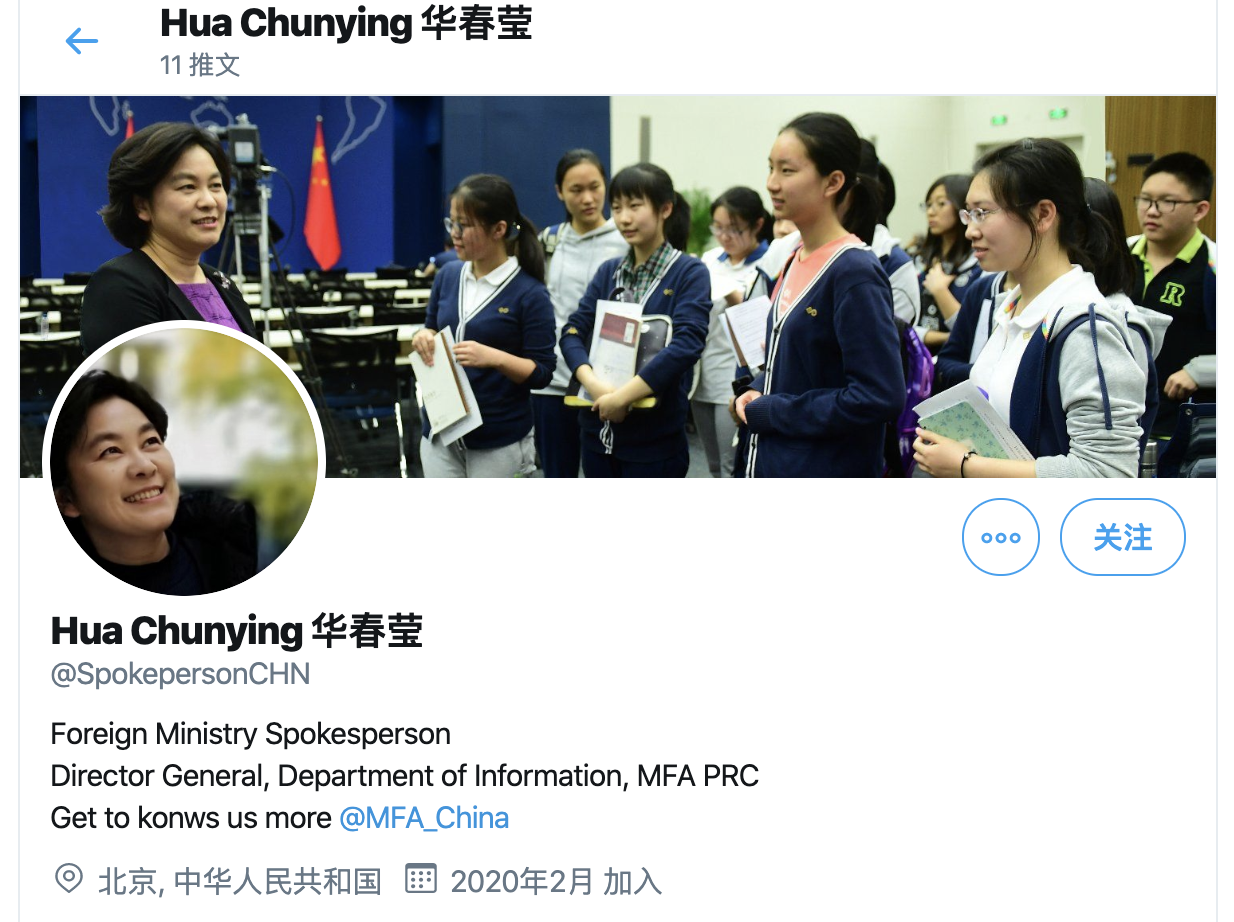 Hua Chunying 华春莹
11 推文
R
关注
Hua Chunying 华春莹
@SpokepersonCHN
Foreign Ministry Spokesperson
Director General, Department of Information, MFA PRC
Get to konws us more @MFA_China
北京, 中华人民共和国 2020年2月 加入